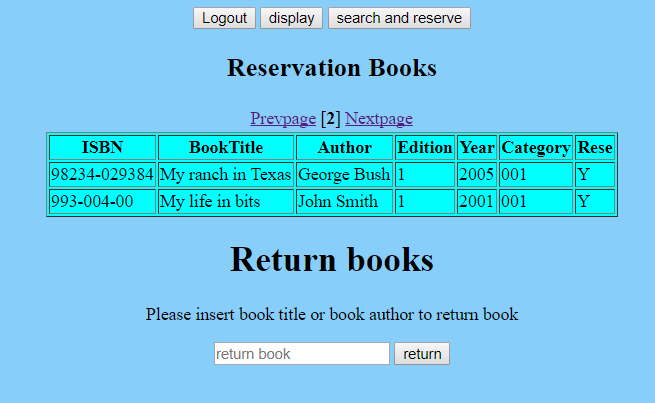 Logout display search and reserve
Reservation Books
Prevpage [2] Nextpage
ISBN BookTitle Author Edition Year Category Rese
98234-029384 My ranch in Texas George Bush 1 2005 001 Y
993-004-00 My life in bits John Smith 1 2001 001 Y
Return books
Please insert book title or book author to return book
return book return